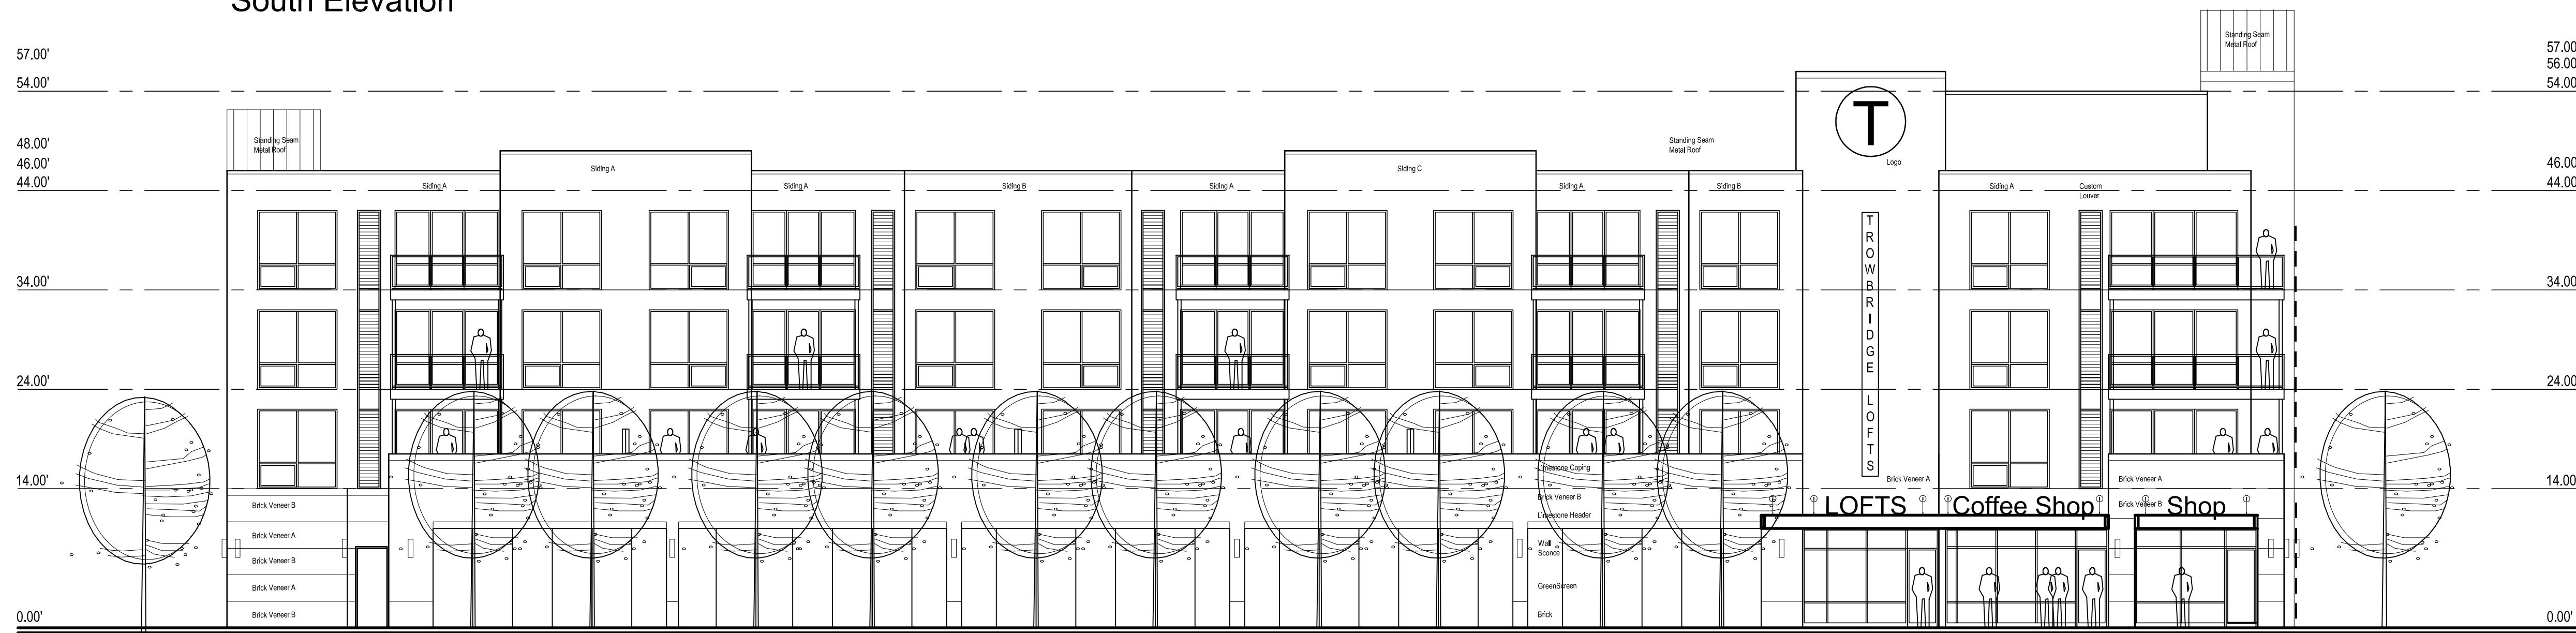 South Elevation
57.00'
54.00'
48.00'
46.00'
44.00'
34.00'
24.00'
14.00'
0.00'
Standing Seam
Metal Roof
Siding A
Siding A
Siding A
Siding B
Siding A
Siding C
Standing Seam
Metal Roof
Siding A
Siding B
T
Logo
Standing Seam
Metal Roof
Siding A
Custom
Louver
TROWBRIDGE LOFTS
Brick Veneer B
Brick Veneer A
Brick Veneer B
Brick Veneer A
Brick Veneer B
Limestone Coping
Brick Veneer B
Limestone Header
Wall
Sconce
GreenScreen
Brick
Brick Veneer A
LOFTS
Coffee Shop
Shop
Brick Veneer A
Brick Veneer B
57.00
56.00
54.00
46.00
44.00
34.00
24.00
14.00
0.00'